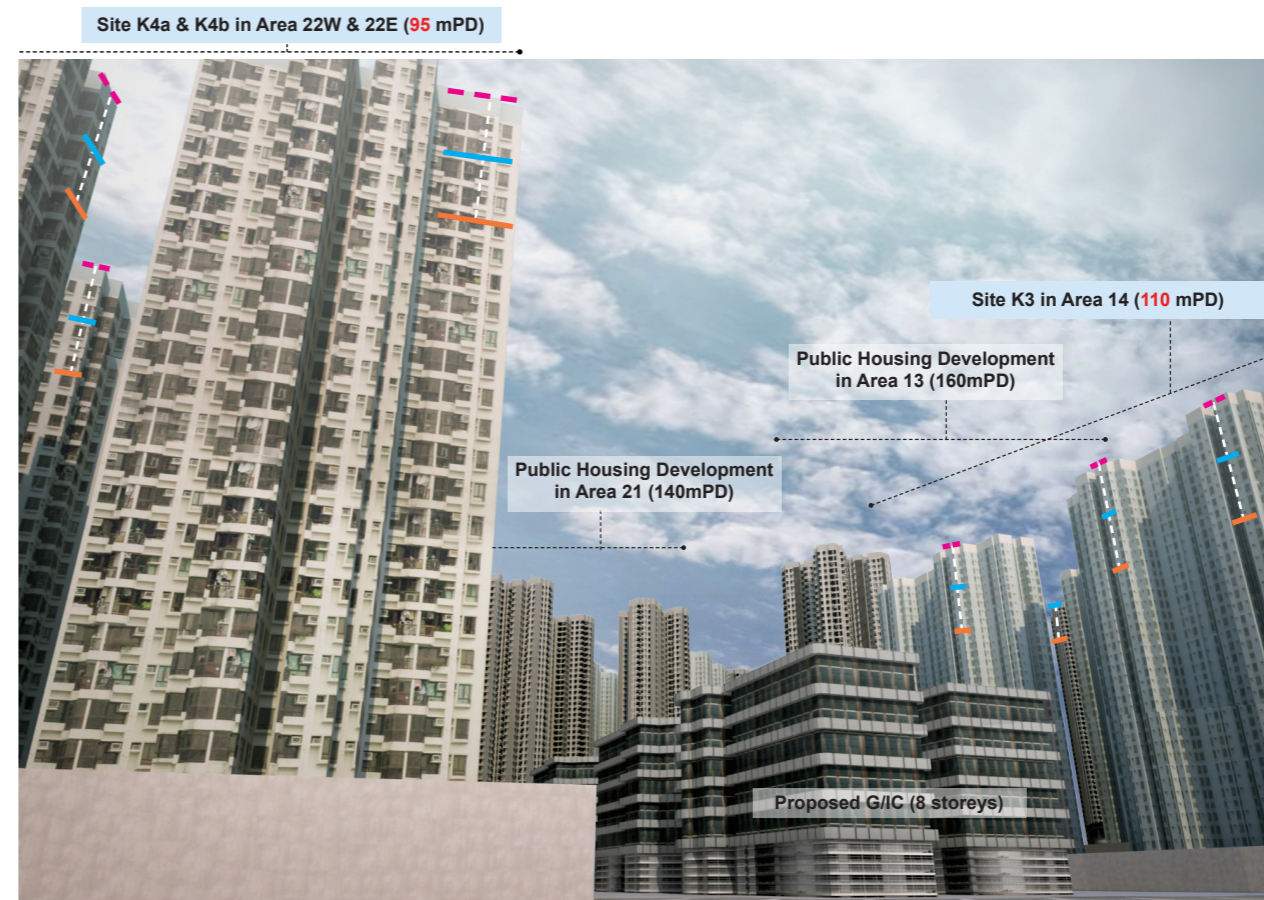 Site K4a & K4b in Area 22W & 22E (95 mPD)
Site K3 in Area 14 (110 mPD)
Public Housing Development
in Area 13 (160mPD)
Public Housing Development
in Area 21 (140mPD)
Proposed G/IC (8 storeys)